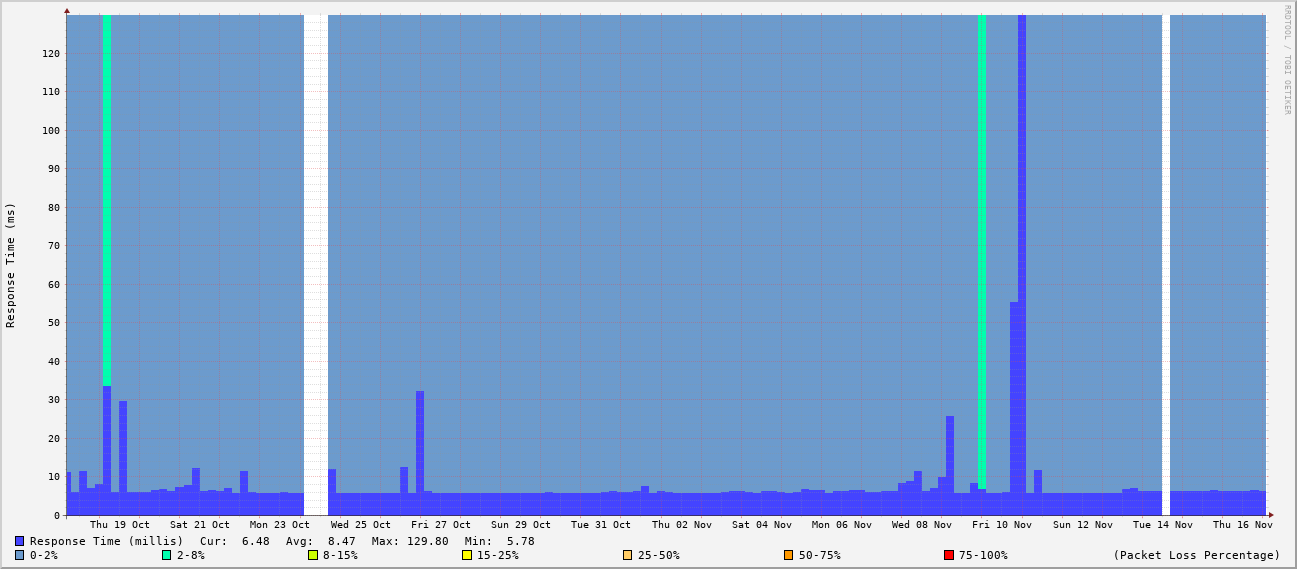 RRDTOOL / TOBI OETIKER
Response Time (ms)
120
110
100
90
80
70
60
50
40
30
20
10
0
Thu 19 Oct Sat 21 Oct Mon 23 Oct Wed 25 Oct Fri 27 Oct Sun 29 Oct Tue 31 Oct Thu 02 Nov Sat 04 Nov Mon 06 Nov Wed 08 Nov Fri 10 Nov Sun 12 Nov Tue 14 Nov Thu 16 Nov
Response Time (millis) Cur: 6.48 Avg: 8.47 Max: 129.80 Min: 5.78
0-2% 2-8% 8-15% 15-25% 25-50% 50-75% 75-100% (Packet Loss Percentage)